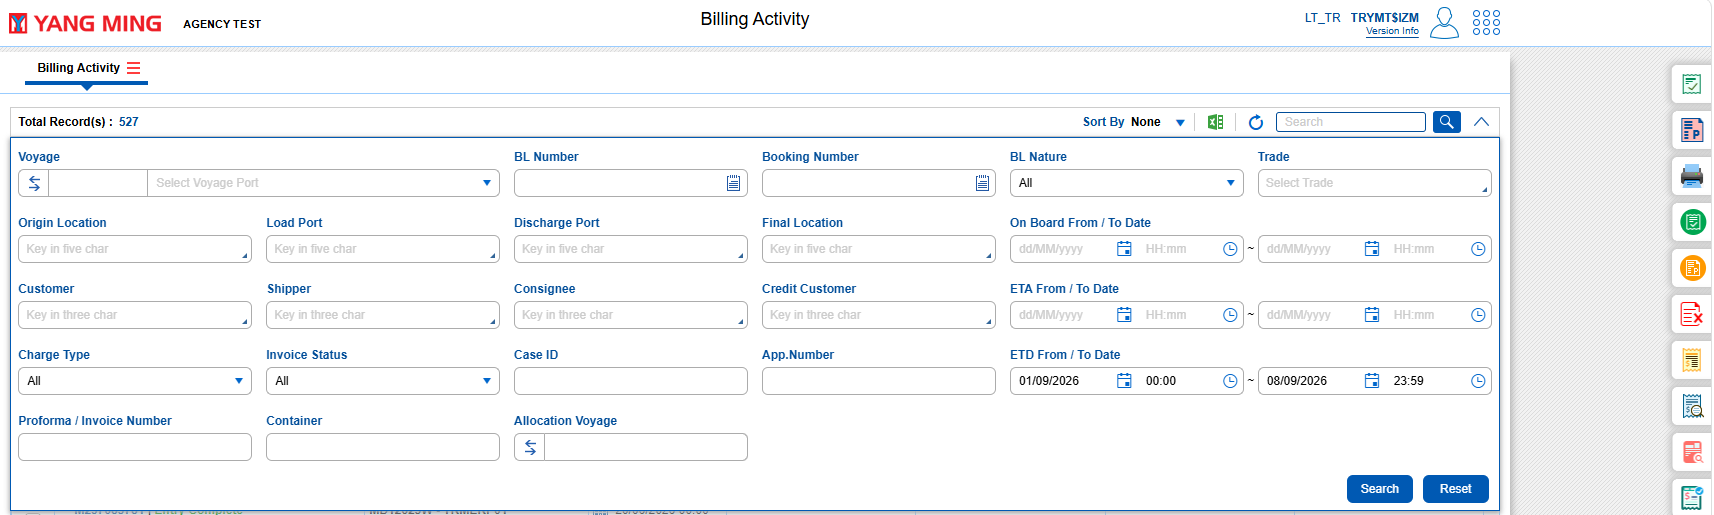 YANG MING AGENCY TEST
Billing Activity
LT_TR TRYMT$IZM
Version Info
Billing Activity
Total Record(s) : 527
Sort By None
Search
Voyage BL Number Booking Number BL Nature Trade
Select Voyage Port All Select Trade
Origin Location Load Port Discharge Port Final Location On Board From / To Date
Key in five char Key in five char Key in five char Key in five char dd/MM/yyyy HH:mm ~ dd/MM/yyyy HH:mm
Customer Shipper Consignee Credit Customer ETA From / To Date
Key in three char Key in three char Key in three char Key in three char dd/MM/yyyy HH:mm ~ dd/MM/yyyy HH:mm
Charge Type Invoice Status Case ID App.Number ETD From / To Date
All All 01/09/2026 00:00 ~ 08/09/2026 23:59
Proforma / Invoice Number Container Allocation Voyage
Search Reset